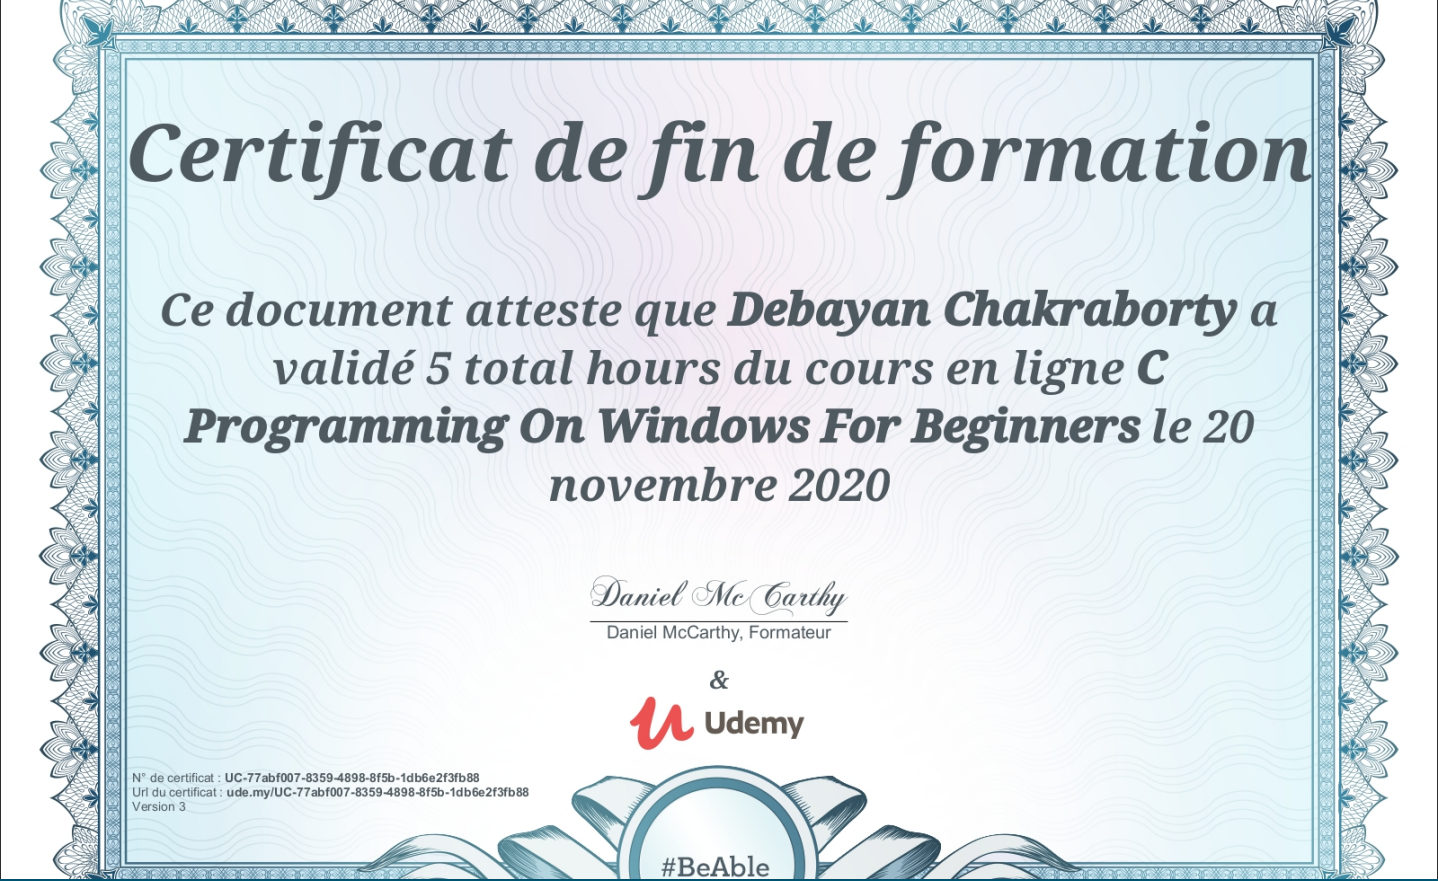 Certificat de fin de formation
Ce document atteste que Debayan Chakraborty a
validé 5 total hours du cours en ligne C
Programming On Windows For Beginners le 20
novembre 2020
Daniel Mc Carthy
Daniel McCarthy, Formateur
&
Udemy
N° de certificat : UC-77abf007-8359-4898-8f5b-1db6e2f3fb88
Url du certificat : ude.my/UC-77abf007-8359-4898-8f5b-1db6e2f3fb88
Version 3
#BeAble